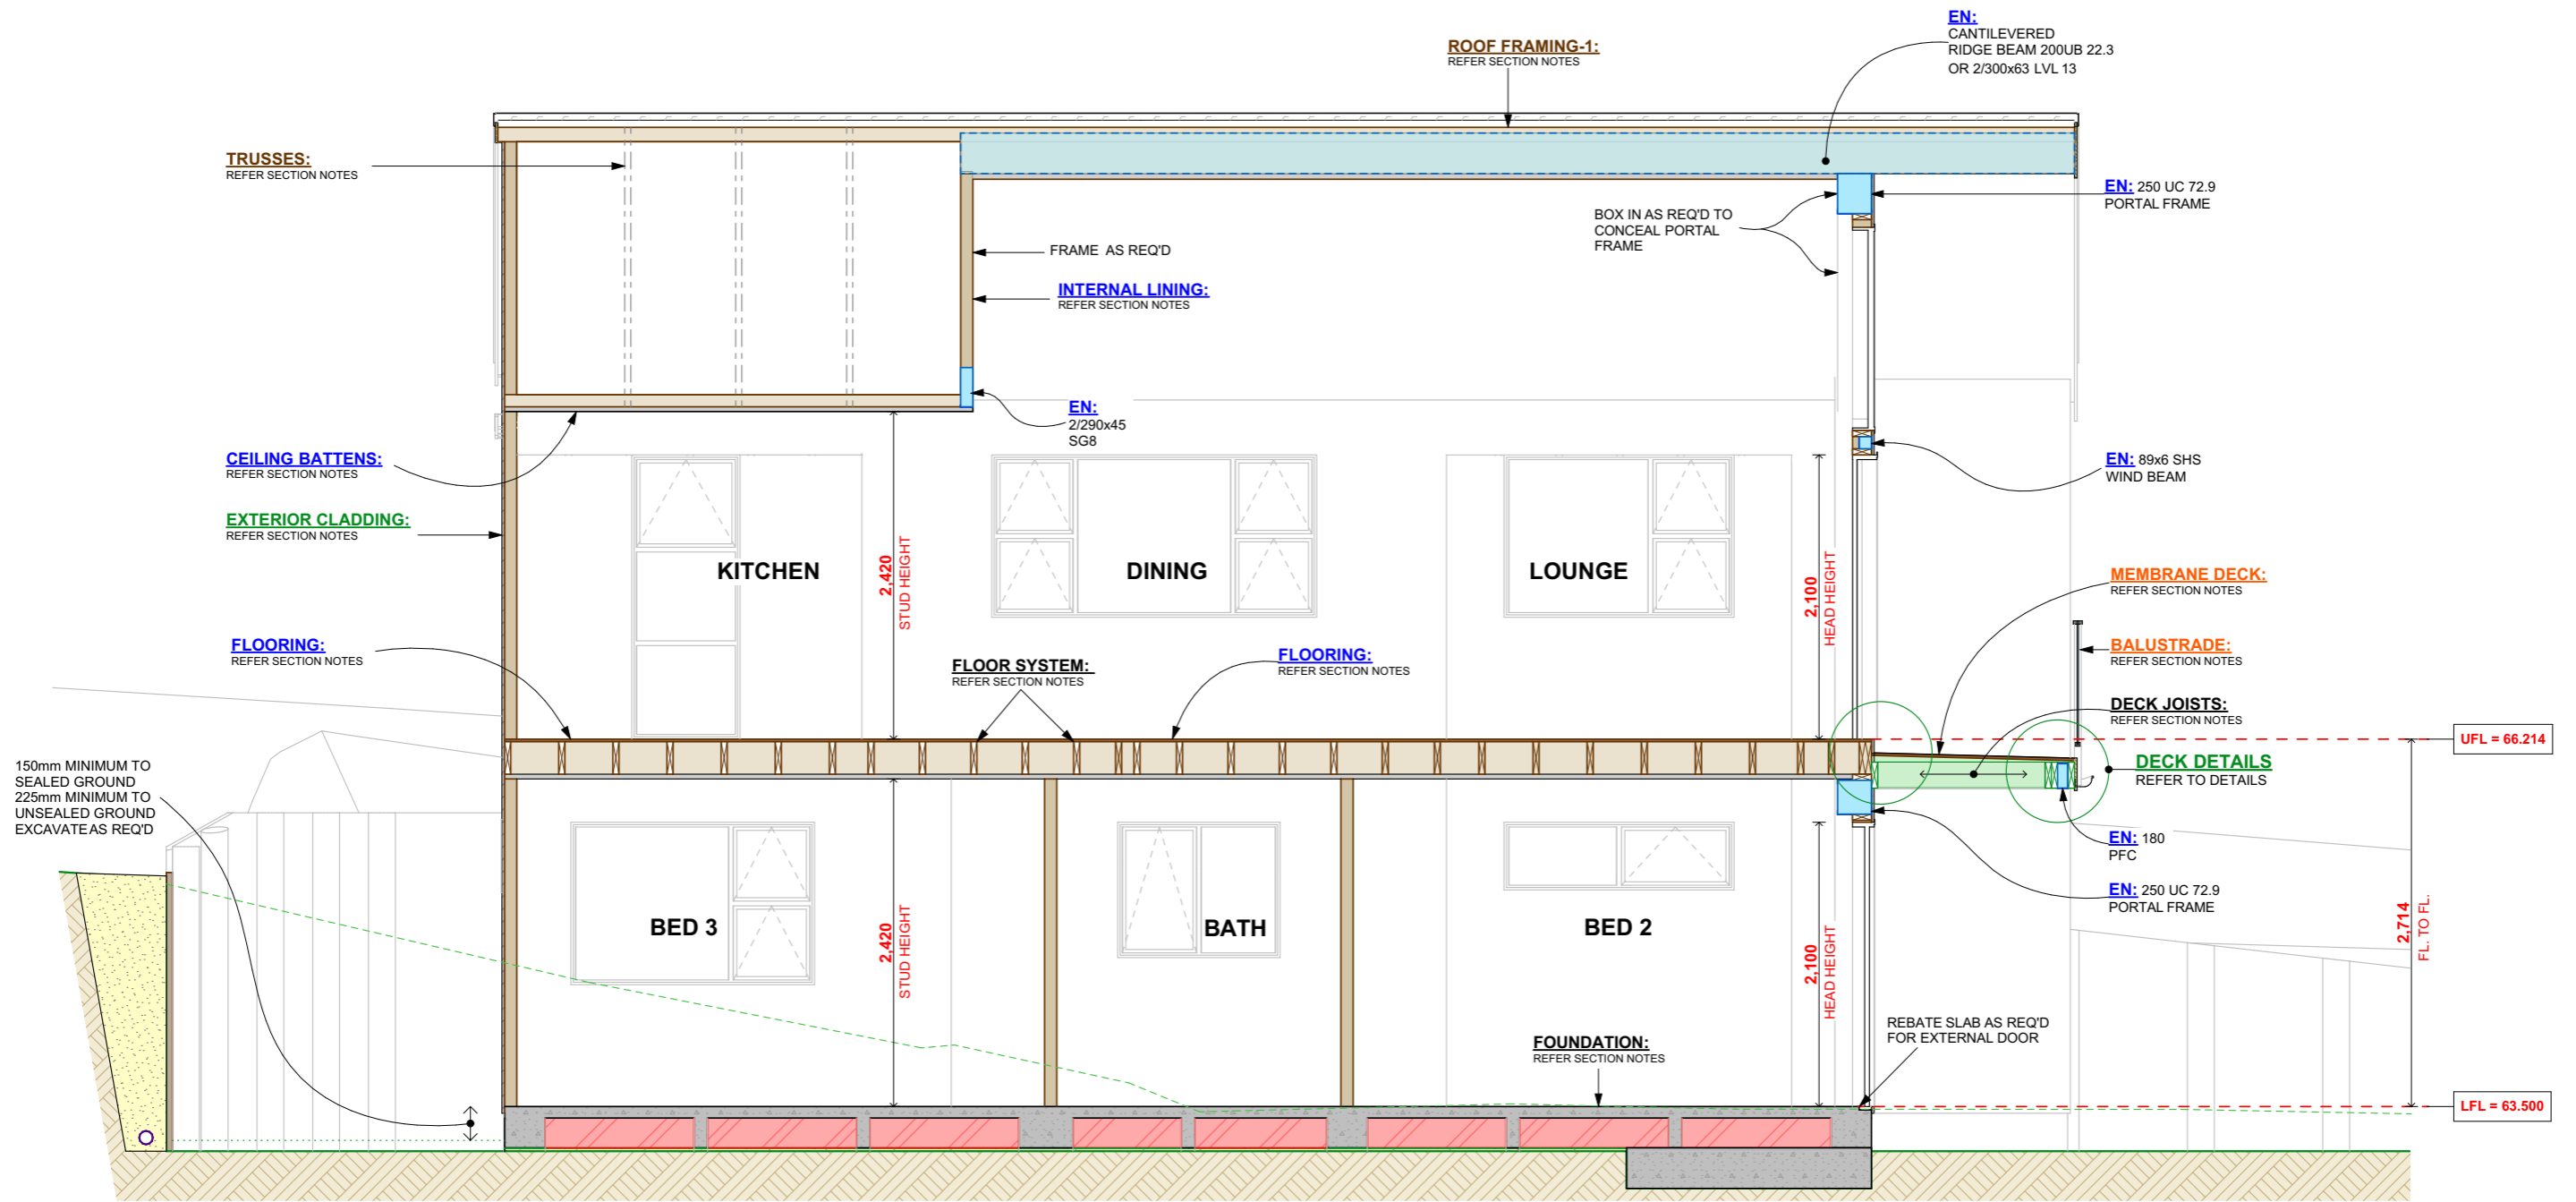 EN:
CANTILEVERED
RIDGE BEAM 200UB 22.3
OR 2/300x63 LVL 13
ROOF FRAMING-1:
REFER SECTION NOTES
TRUSSES:
REFER SECTION NOTES
EN: 250 UC 72.9
PORTAL FRAME
BOX IN AS REQ'D TO
CONCEAL PORTAL
FRAME
FRAME AS REQ'D
INTERNAL LINING:
REFER SECTION NOTES
EN:
2/290x45
SG8
CEILING BATTENS:
REFER SECTION NOTES
EN: 89x6 SHS
WIND BEAM
EXTERIOR CLADDING:
REFER SECTION NOTES
KITCHEN
2,420
STUD HEIGHT
DINING
LOUNGE
2,100
HEAD HEIGHT
MEMBRANE DECK:
REFER SECTION NOTES
FLOORING:
REFER SECTION NOTES
FLOOR SYSTEM:
REFER SECTION NOTES
FLOORING:
REFER SECTION NOTES
BALUSTRADE:
REFER SECTION NOTES
DECK JOISTS:
REFER SECTION NOTES
UFL = 66.214
DECK DETAILS
REFER TO DETAILS
150mm MINIMUM TO
SEALED GROUND
225mm MINIMUM TO
UNSEALED GROUND
EXCAVATE AS REQ'D
EN: 180
PFC
EN: 250 UC 72.9
PORTAL FRAME
BED 3
2,420
STUD HEIGHT
BATH
BED 2
2,100
HEAD HEIGHT
2,714
FL. TO FL.
REBATE SLAB AS REQ'D
FOR EXTERNAL DOOR
FOUNDATION:
REFER SECTION NOTES
LFL = 63.500